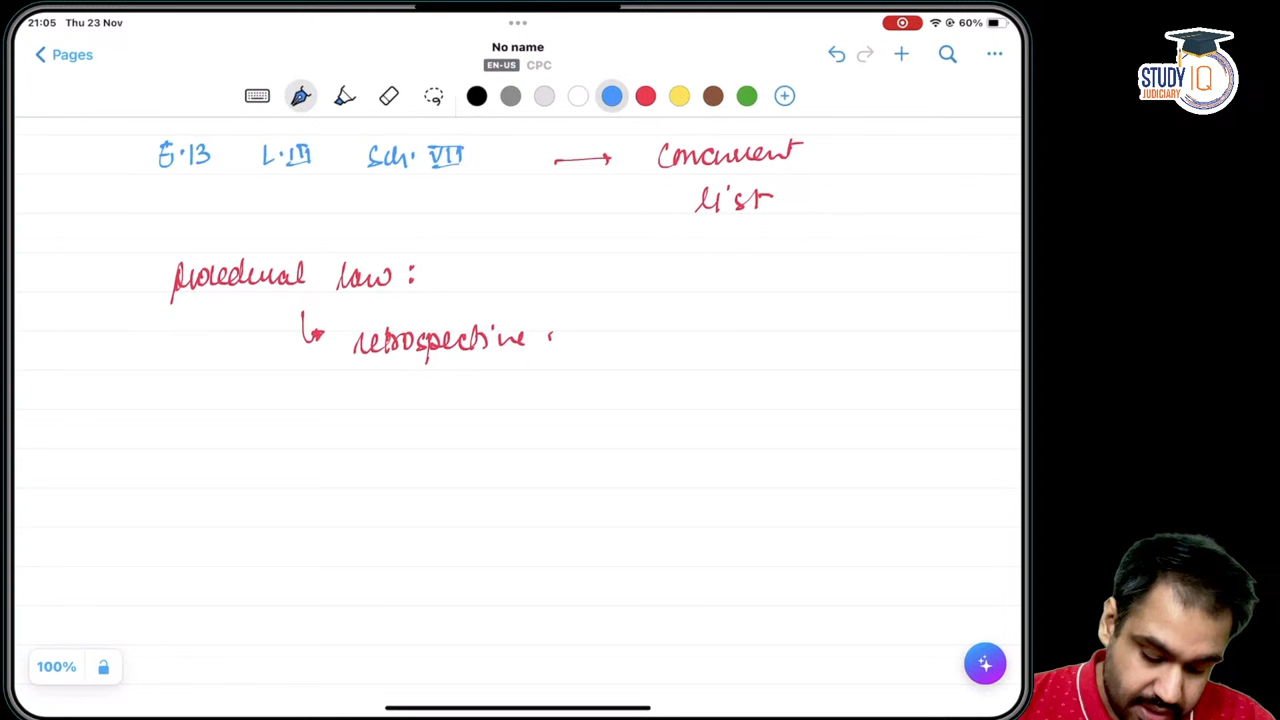 21:05 Thu 23 Nov
60%
Pages
No name
EN-US CPC
STUDY IQ
JUDICIARY
E.13 L.III Sch. VII → Concurrent
list
procedural law:
↳ retrospective
100%